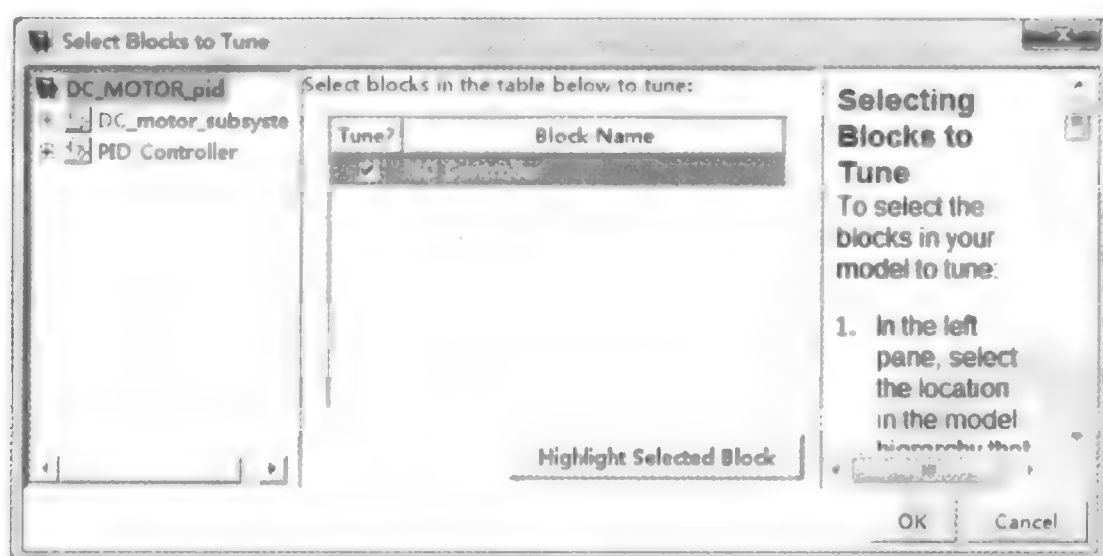 Select Blocks to Tune
DC_MOTOR_pid
DC_motor_subsyste
PID Controller
Select blocks in the table below to tune:
Tune? Block Name
Highlight Selected Block
Selecting
Blocks to
Tune
To select the
blocks in your
model to tune:
1. In the left
pane, select
the location
in the model
hierarchy that
OK Cancel